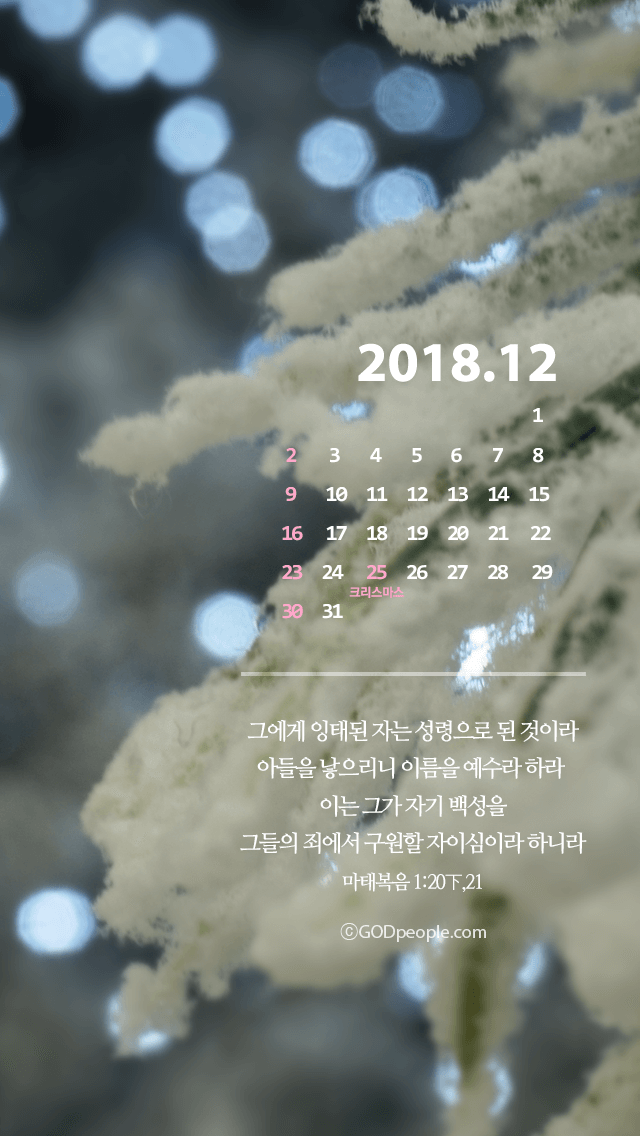 2018.12
1
2 3 4 5 6 7 8
9 10 11 12 13 14 15
16 17 18 19 20 21 22
23 24 25 26 27 28 29
크리스마스
30 31
그에게 잉태된 자는 성령으로 된 것이라
아들을 낳으리니 이름을 예수라 하라
이는 그가 자기 백성을
그들의 죄에서 구원할 자이심이라 하니라
마태복음 1:20下,21
ⓒGODpeople.com